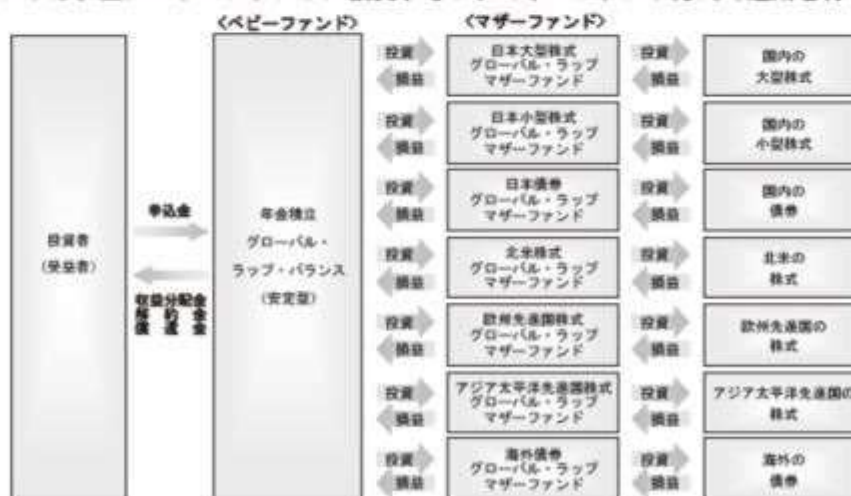 〈ベビーファンド〉
〈マザーファンド〉
投資者
(受益者)
申込金
収益分配金
解約金
償還金
年金積立
グローバル・
ラップ・バランス
(安定型)
投資
損益
日本大型株式
グローバル・ラップ
マザーファンド
投資
損益
国内の
大型株式
投資
損益
日本小型株式
グローバル・ラップ
マザーファンド
投資
損益
国内の
小型株式
投資
損益
日本債券
グローバル・ラップ
マザーファンド
投資
損益
国内の
債券
投資
損益
北米株式
グローバル・ラップ
マザーファンド
投資
損益
北米の
株式
投資
損益
欧州先進国株式
グローバル・ラップ
マザーファンド
投資
損益
欧州先進国の
株式
投資
損益
アジア太平洋先進国株式
グローバル・ラップ
マザーファンド
投資
損益
アジア太平洋先進国の
株式
投資
損益
海外債券
グローバル・ラップ
マザーファンド
投資
損益
海外の
債券